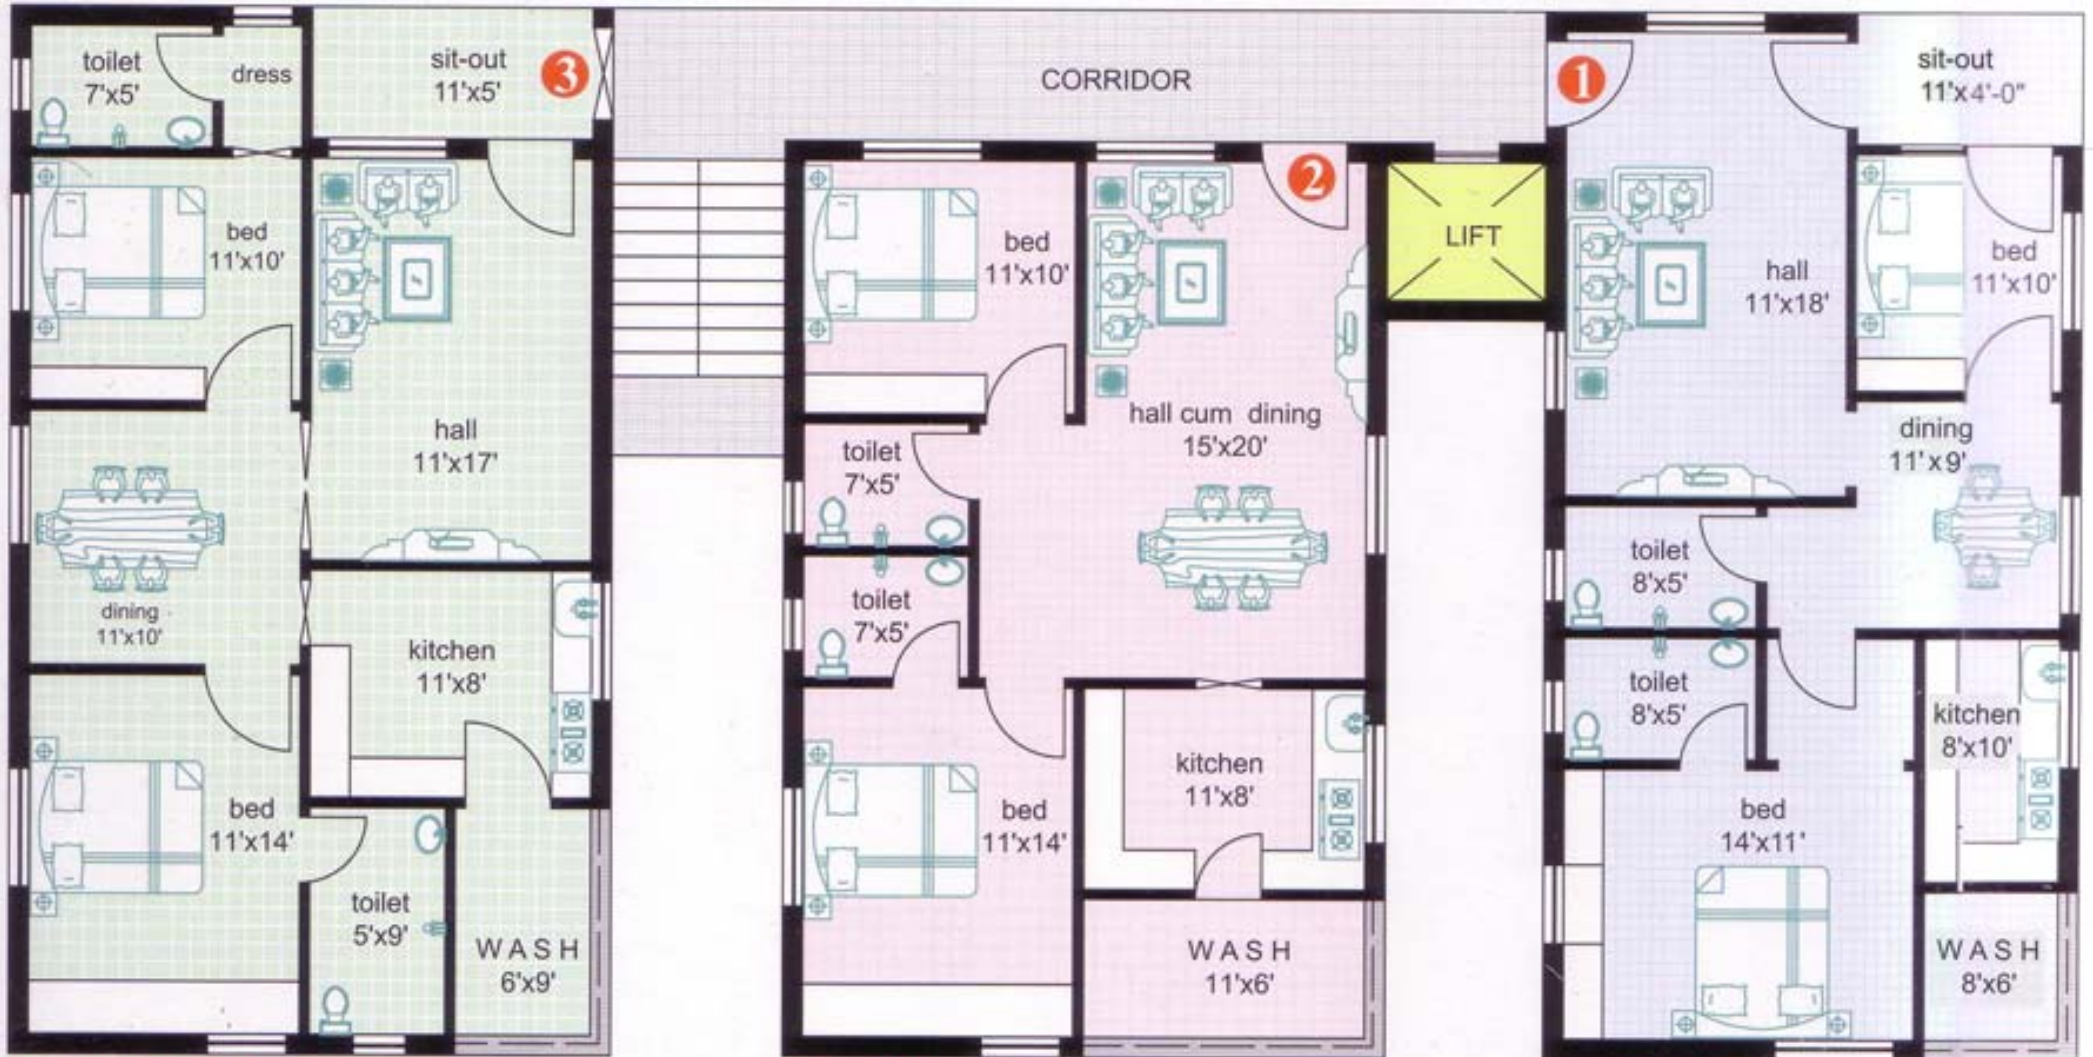 toilet
7'x5'
dress
sit-out
11'x5'
3
bed
11'x10'
hall
11'x17'
dining
11'x10'
kitchen
11'x8'
bed
11'x14'
toilet
5'x9'
WASH
6'x9'
CORRIDOR
2
bed
11'x10'
hall cum dining
15'x20'
toilet
7'x5'
toilet
7'x5'
bed
11'x14'
kitchen
11'x8'
WASH
11'x6'
LIFT
1
sit-out
11'x4'-0"
hall
11'x18'
bed
11'x10'
dining
11'x9'
toilet
8'x5'
toilet
8'x5'
kitchen
8'x10'
bed
14'x11'
WASH
8'x6'